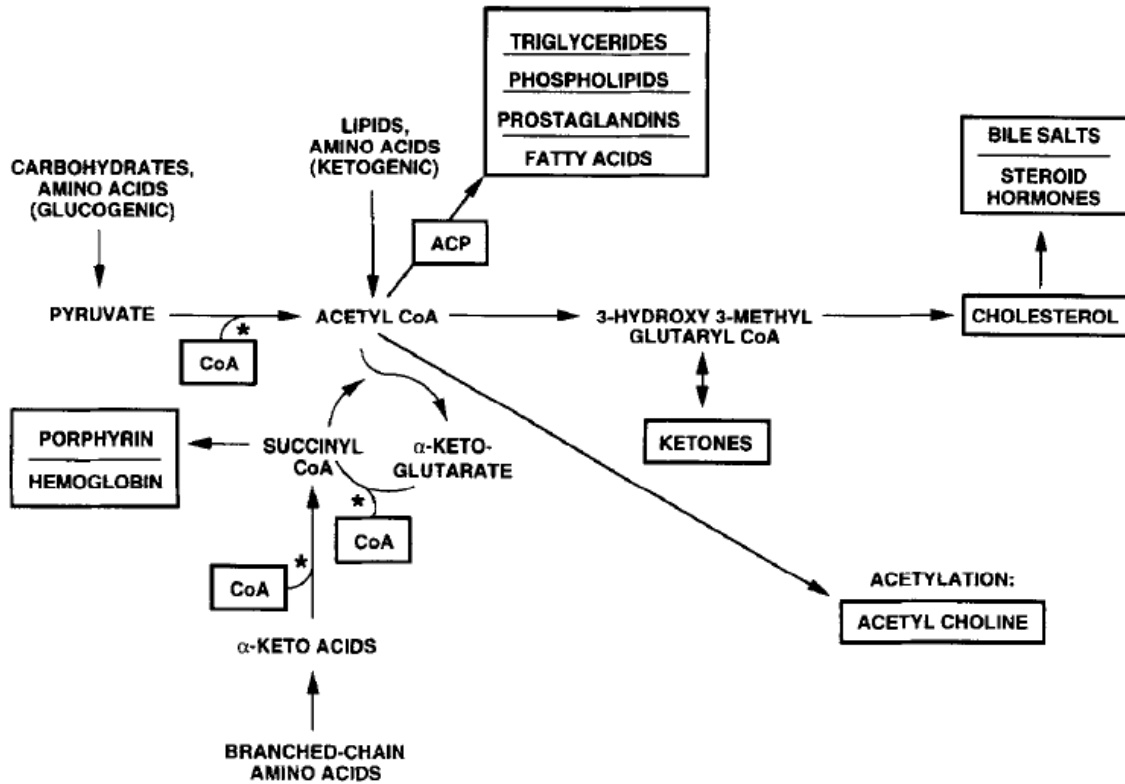 TRIGLYCERIDES
PHOSPHOLIPIDS
PROSTAGLANDINS
FATTY ACIDS
LIPIDS,
AMINO ACIDS
(KETOGENIC)
BILE SALTS
STEROID
HORMONES
CARBOHYDRATES,
AMINO ACIDS
(GLUCOGENIC)
ACP
PYRUVATE
*
CoA
ACETYL CoA
3-HYDROXY 3-METHYL
GLUTARYL CoA
CHOLESTEROL
KETONES
PORPHYRIN
HEMOGLOBIN
SUCCINYL
CoA
α-KETO-
GLUTARATE
*
CoA
*
CoA
α-KETO ACIDS
BRANCHED-CHAIN
AMINO ACIDS
ACETYLATION:
ACETYL CHOLINE